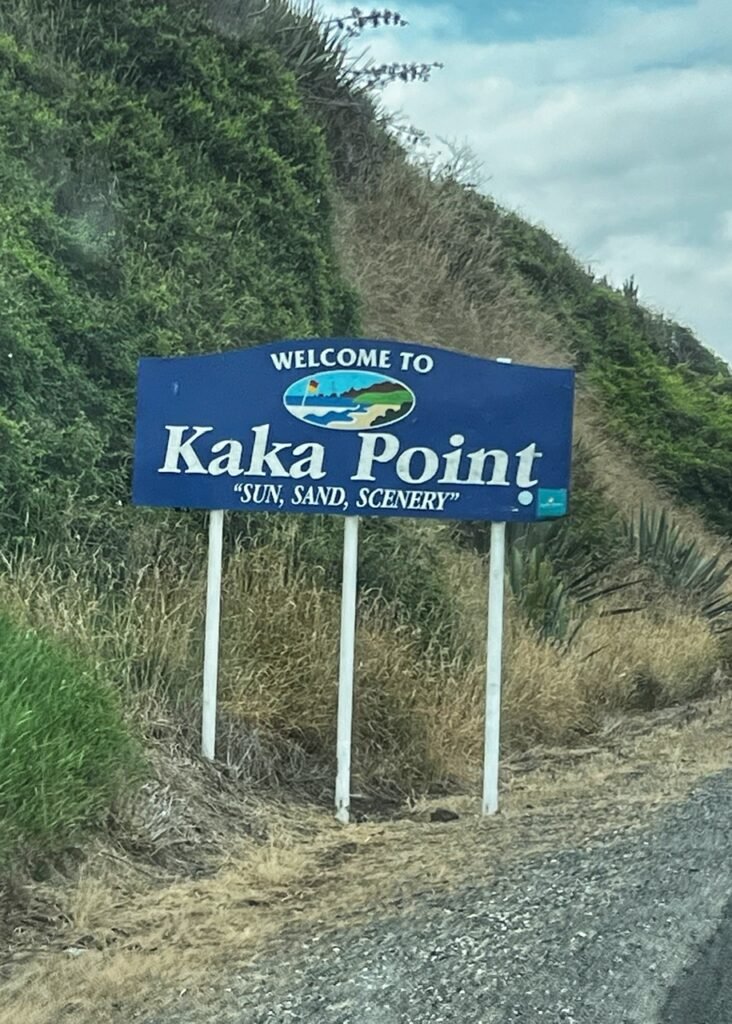 WELCOME TO
Kaka Point
"SUN, SAND, SCENERY"